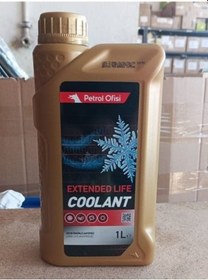 Petrol Ofisi
EXTENDED LIFE
COOLANT
1L